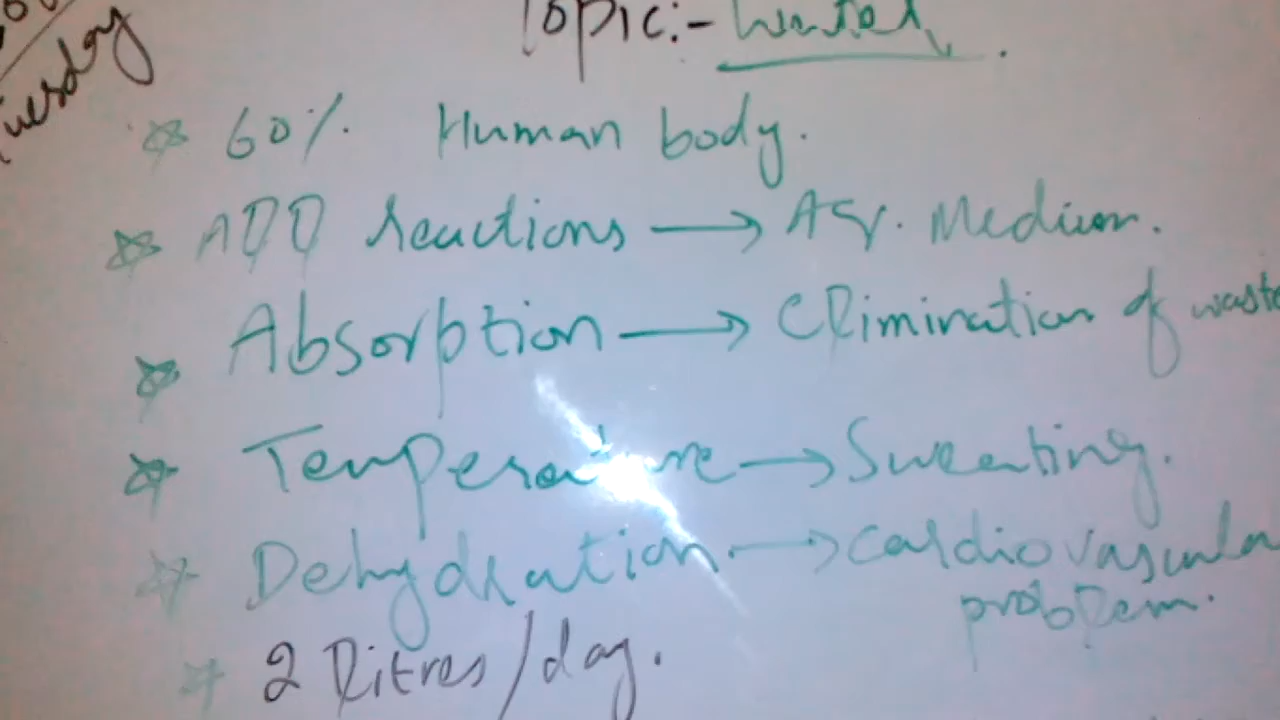 Tuesday
Topic:- Water.
60% Human body.
All reactions → Aq. Medium.
Absorption → Elimination of waste
Temperature → Sweating.
Dehydration → Cardiovascular
problem.
2 litres/day.